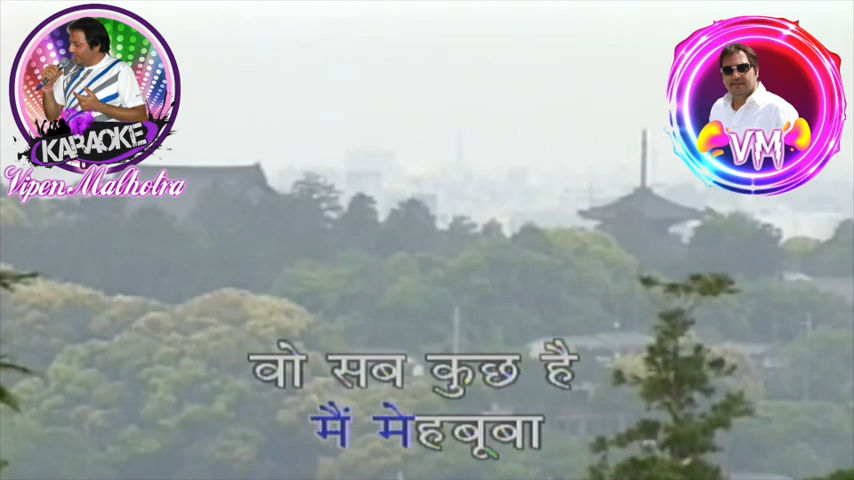 KARAOKE
Vipen Malhotra
VM
वो सब कुछ है
मैं मेहबूबा